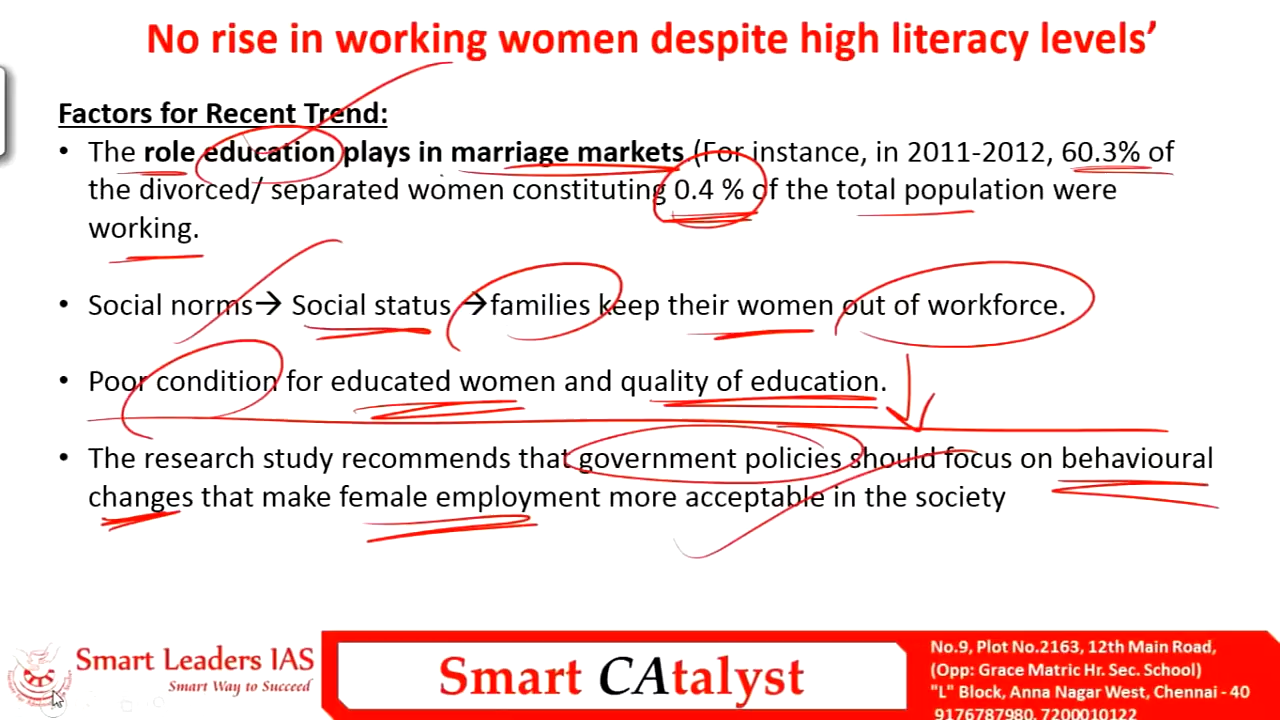 No rise in working women despite high literacy levels’
Factors for Recent Trend:
• The role education plays in marriage markets (For instance, in 2011-2012, 60.3% of
the divorced/ separated women constituting 0.4 % of the total population were
working.
• Social norms→ Social status →families keep their women out of workforce.
• Poor condition for educated women and quality of education.
• The research study recommends that government policies should focus on behavioural
changes that make female employment more acceptable in the society
Smart Leaders IAS
Smart Way to Succeed
Smart CAtalyst
No.9, Plot No.2163, 12th Main Road,
(Opp: Grace Matric Hr. Sec. School)
"L" Block, Anna Nagar West, Chennai - 40
9176787980, 7200010122